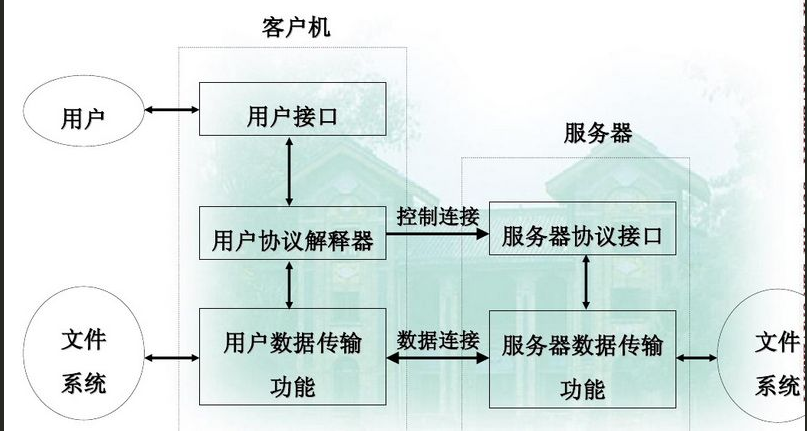 客户机
用户
用户接口
服务器
用户协议解释器
控制连接
服务器协议接口
文件
系统
用户数据传输
功能
数据连接
服务器数据传输
功能
文件
系统